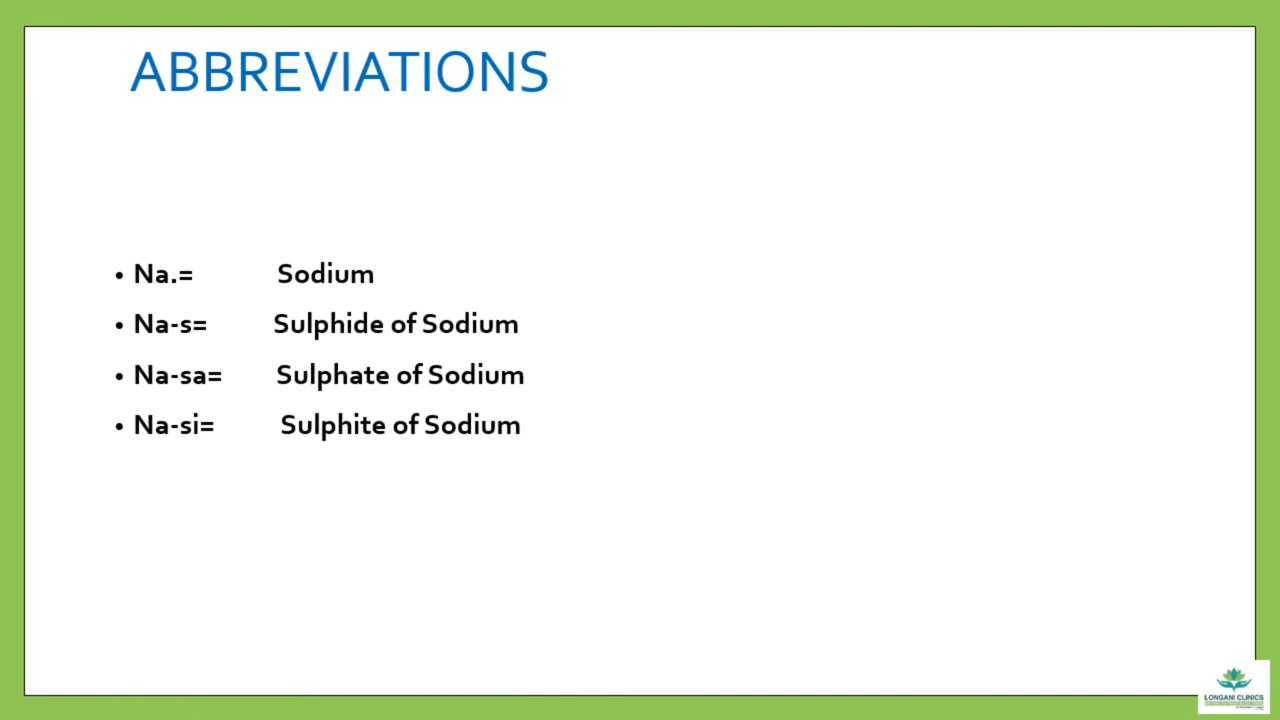 ABBREVIATIONS
• Na.= Sodium
• Na-s= Sulphide of Sodium
• Na-sa= Sulphate of Sodium
• Na-si= Sulphite of Sodium
LONGANI CLINICS